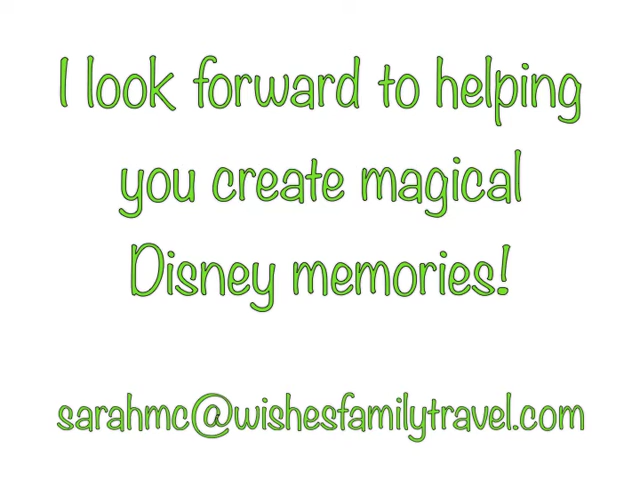 I look forward to helping
you create magical
Disney memories!
sarahmc@wishesfamilytravel.com